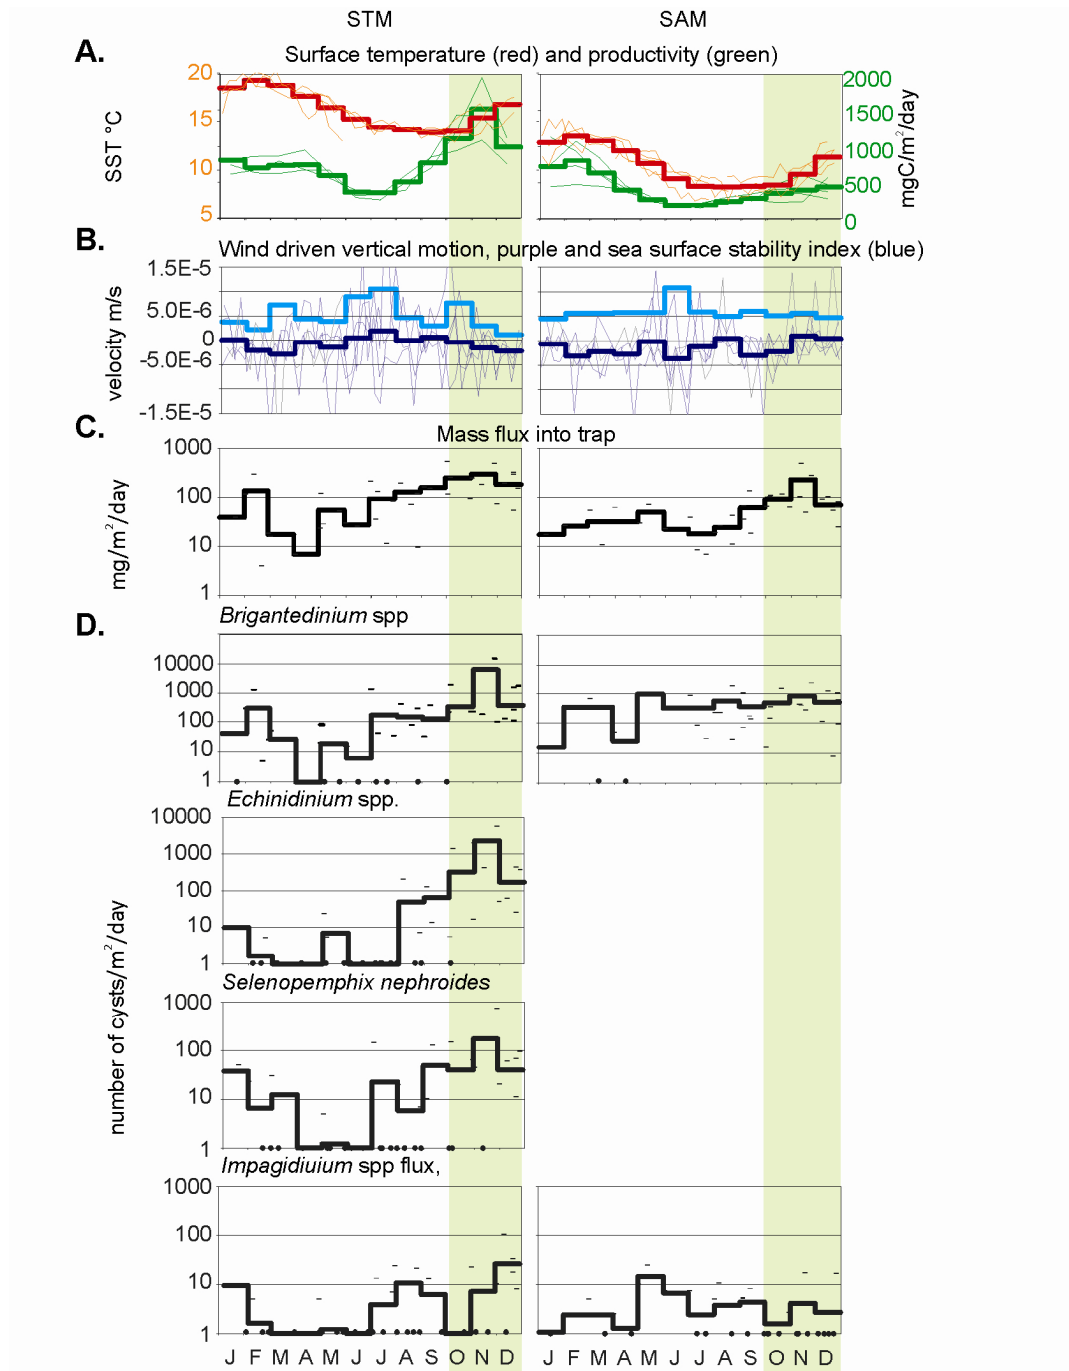 STM SAM
A.
Surface temperature (red) and productivity (green)
20
15
10
5
SST °C
2000
1500
1000
500
0
mgC/m²/day
B.
Wind driven vertical motion, purple and sea surface stability index (blue)
1.5E-5
5.0E-6
0
-5.0E-6
-1.5E-5
velocity m/s
C.
Mass flux into trap
1000
100
10
1
mg/m²/day
D.
Brigantedinium spp
10000
1000
100
10
1
Echinidinium spp.
10000
1000
100
10
1
number of cysts/m²/day
Selenopemphix nephroides
1000
100
10
1
Impagidiuium spp flux,
1000
100
10
1
J F M A M J J A S O N D J F M A M J J A S O N D